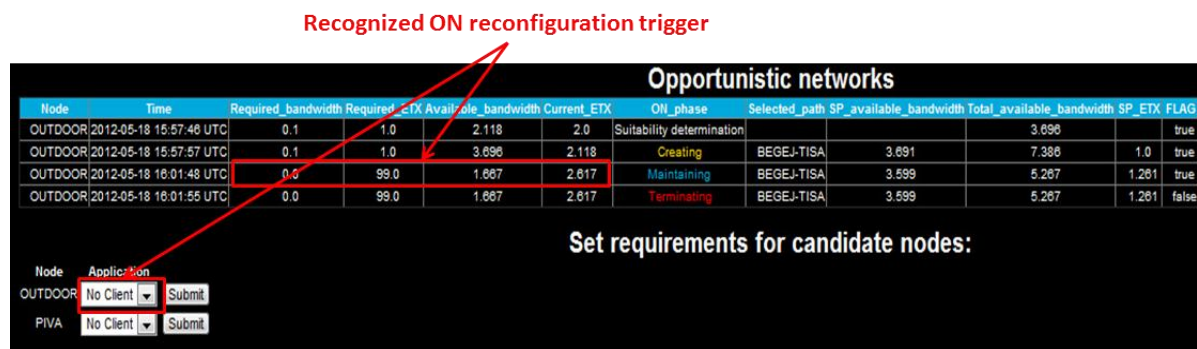 Recognized ON reconfiguration trigger
Opportunistic networks
Node Time Required_bandwidth Required_ETX Available_bandwidth Current_ETX ON_phase Selected_path SP_available_bandwidth Total_available_bandwidth SP_ETX FLAG
OUTDOOR 2012-05-18 15:57:46 UTC 0.1 1.0 2.118 2.0 Suitability determination 3.696 true
OUTDOOR 2012-05-18 15:57:57 UTC 0.1 1.0 3.696 2.118 Creating BEGEJ-TISA 3.691 7.386 1.0 true
OUTDOOR 2012-05-18 16:01:48 UTC 0.0 99.0 1.667 2.617 Maintaining BEGEJ-TISA 3.599 5.267 1.261 true
OUTDOOR 2012-05-18 16:01:55 UTC 0.0 99.0 1.667 2.617 Terminating BEGEJ-TISA 3.599 5.267 1.261 false
Set requirements for candidate nodes:
Node Application
OUTDOOR No Client Submit
PIVA No Client Submit